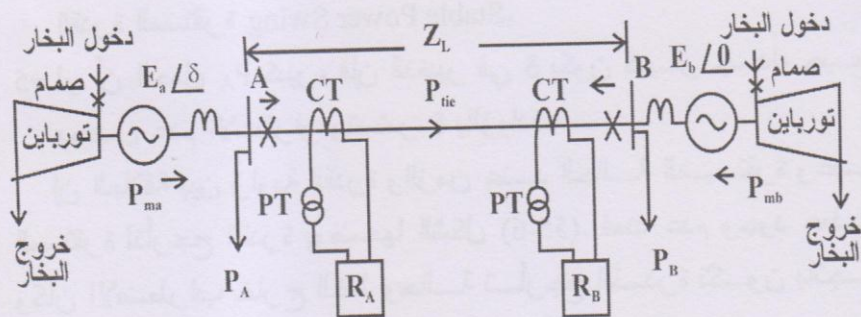 دخول البخار
صمام
تورباين
خروج
البخار
E_a/δ
P_ma
A
Z_L
CT
P_tie
PT
P_A
R_A
CT
B
PT
R_B
P_B
E_b/0
P_mb
دخول
البخار
صمام
تورباين
خروج
البخار